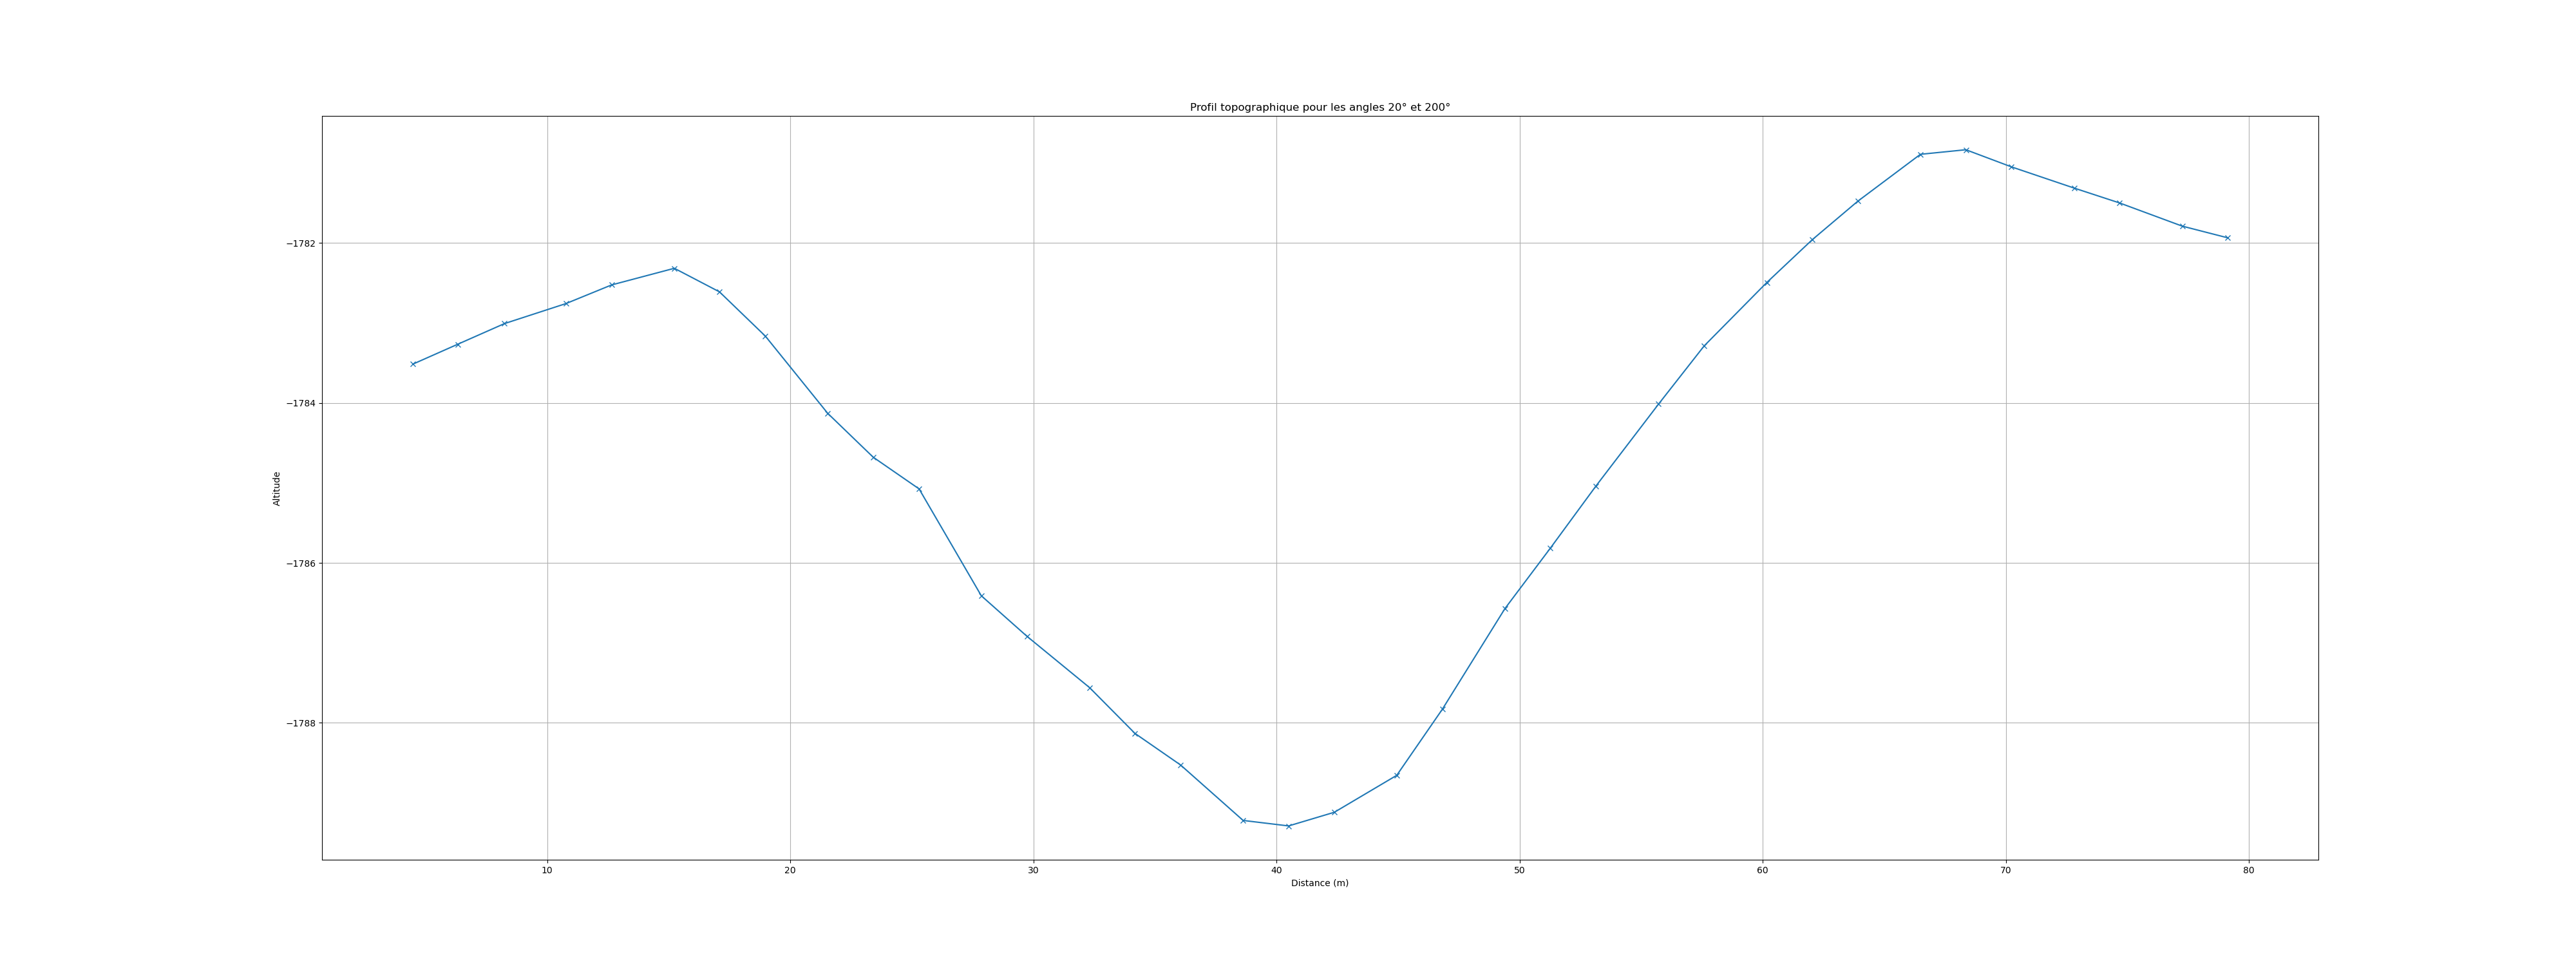 Profil topographique pour les angles 20° et 200°
Altitude
−1782
−1784
−1786
−1788
10 20 30 40 50 60 70 80
Distance (m)